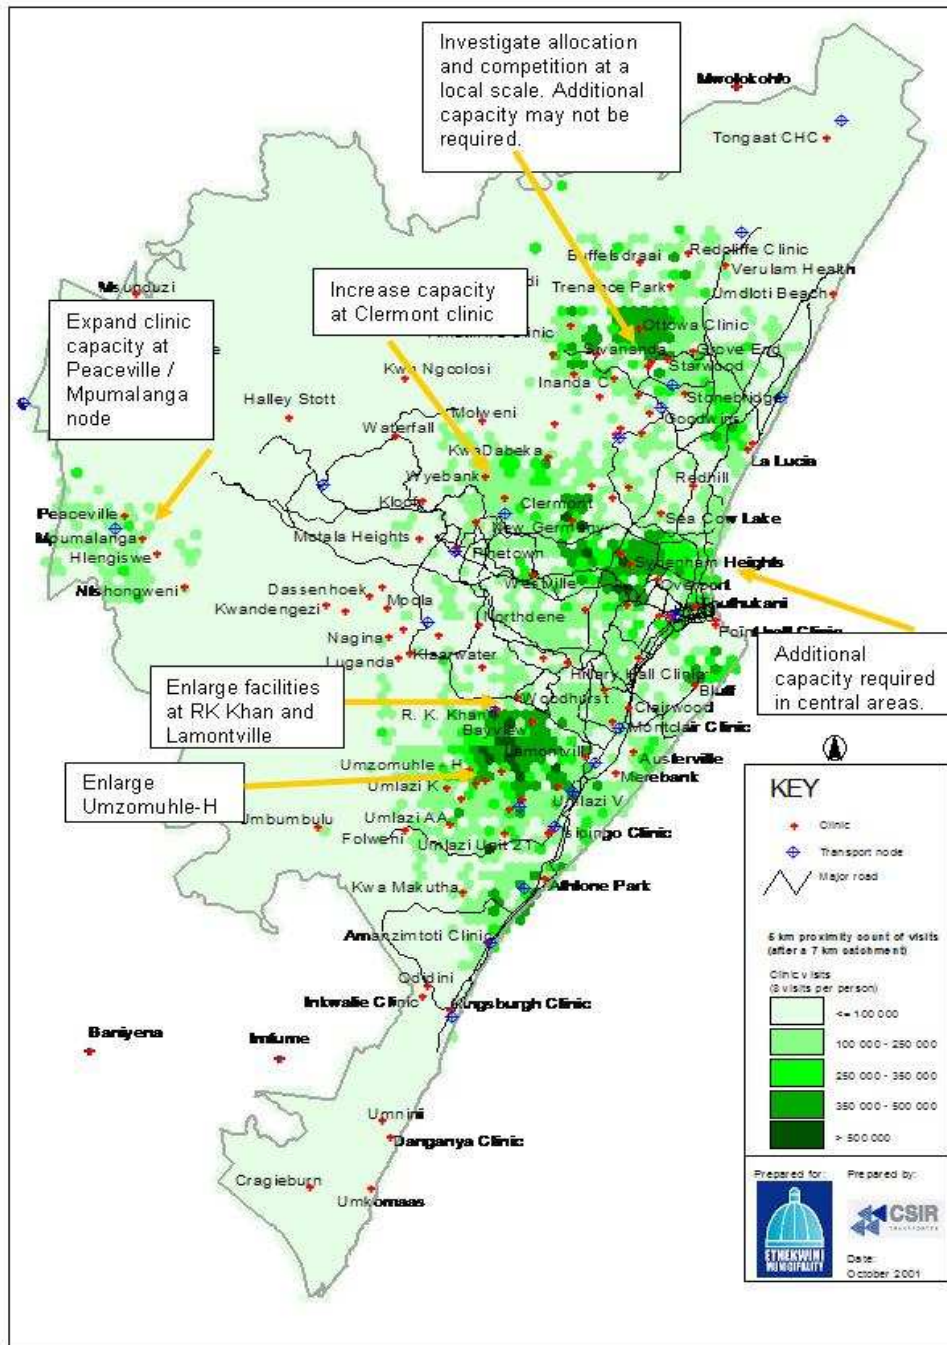 Investigate allocation
and competition at a
local scale. Additional
capacity may not be
required.
Mwolokohlo
Tongaat CHC
Redcliffe Clinic
Buffelsdraai
Verulam Health
Trenance Park
Umdloti Beach
Msunduzi
Increase capacity
at Clermont clinic
Expand clinic
capacity at
Peaceville /
Mpumalanga
node
Ottowa Clinic
Sivananda
Grove End
Starwood
Kwa Ngcolosi
Inanda C
Stonebridge
Halley Stott
Molweni
Goodwins
Waterfall
KwaDabeka
La Lucia
Wyebank
Redhill
Kloof
Clermont
Peaceville
New Germany
Sea Cow Lake
Mpumalanga
Motala Heights
Pinetown
Hlengiswe
Sydenham Heights
Westville
Overport
Ntshongweni
Dassenhoek
Mpola
Kwandengezi
Northdene
Nagina
Klaarwater
Luganda
Hillary Hall Clinic
Additional
capacity required
in central areas.
Enlarge facilities
at RK Khan and
Lamontville
Woodhurst
Bluff
R. K. Khan
Clairwood
Bayview
Montclair Clinic
Lamontville
Austerville
Umzomuhle - H
Merebank
Enlarge
Umzomuhle-H
Umlazi K
Umlazi V
Umbumbulu
Umlazi AA
Isipingo Clinic
Folweni
Umlazi Unit 21
Kwa Makutha
Athlone Park
Amanzimtoti Clinic
Odidini
Inkwalie Clinic
Kingsburgh Clinic
Baniyena
Imfume
Umnini
Danganya Clinic
Cragieburn
Umkomaas
KEY
Clinic
Transport node
Major road
5 km proximity count of visits
(after a 7 km catchment)
Clinic visits
(3 visits per person)
<= 100 000
100 000 - 250 000
250 000 - 350 000
350 000 - 500 000
> 500 000
Prepared for:
Prepared by:
ETHEKWINI
MUNICIPALITY
CSIR
Date:
October 2001